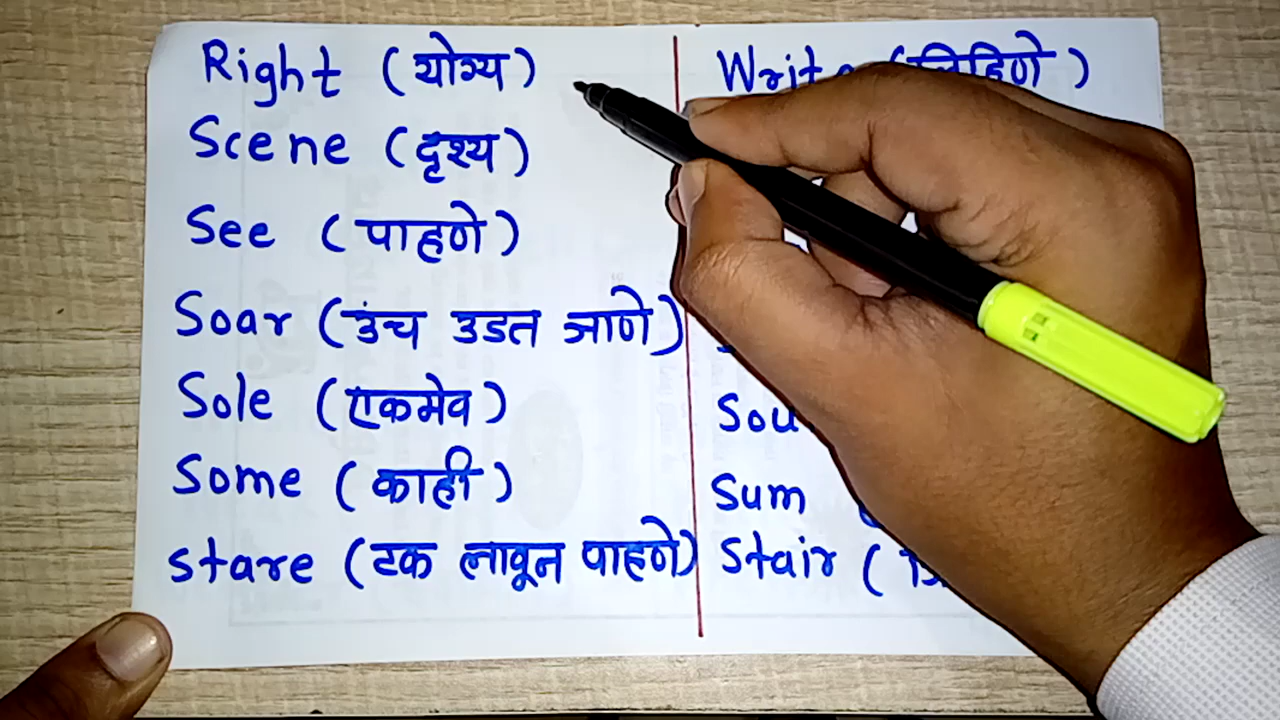 Right (योग्य) लिहिणे)
Scene (दृश्य)
See (पाहणे)
Soar (उंच उडत जाणे)
Sole (एकमेव)
Some (काही) Sum
stare (टक लावून पाहणे) Stair (